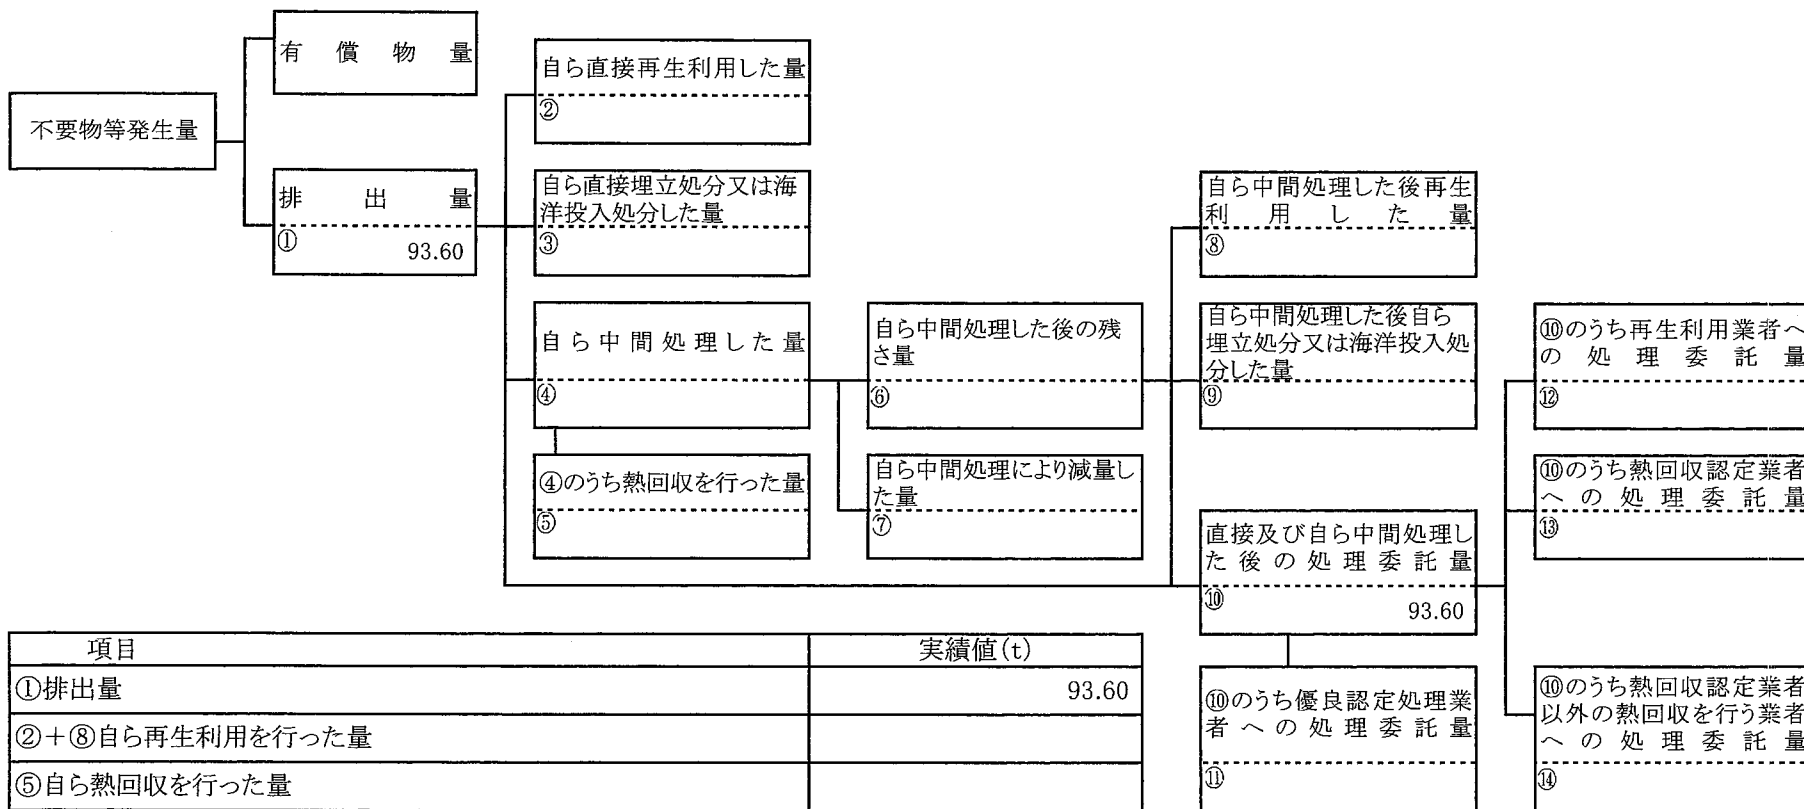 不要物等発生量
有償物量
排出量
①
93.60
自ら直接再生利用した量
②
自ら直接埋立処分又は海
洋投入処分した量
③
自ら中間処理した量
④
④のうち熱回収を行った量
⑤
自ら中間処理した後の残
さ量
⑥
自ら中間処理により減量し
た量
⑦
自ら中間処理した後再生
利用した量
⑧
自ら中間処理した後自ら
埋立処分又は海洋投入処
分した量
⑨
直接及び自ら中間処理し
た後の処理委託量
⑩
93.60
⑩のうち優良認定処理業
者への処理委託量
⑪
⑩のうち再生利用業者へ
の処理委託量
⑫
⑩のうち熱回収認定業者
への処理委託量
⑬
⑩のうち熱回収認定業者
以外の熱回収を行う業者
への処理委託量
⑭
項目 実績値(t)
①排出量 93.60
②+⑧自ら再生利用を行った量
⑤自ら熱回収を行った量